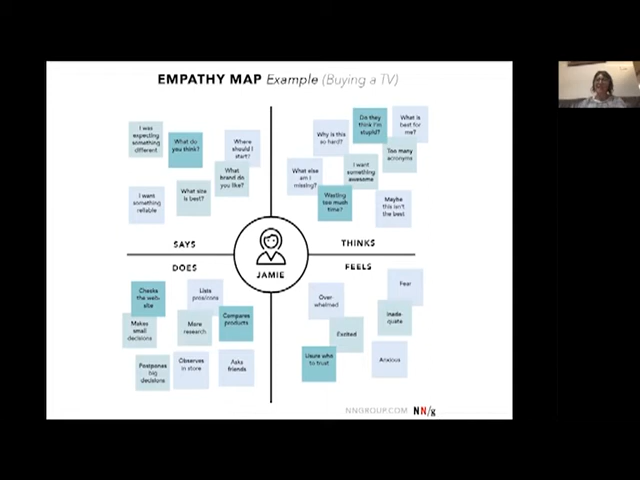 EMPATHY MAP Example (Buying a TV)
I was
expecting
something
different
What do
you think?
Where
should I
start?
What
brand do
you like?
What size
is best?
I want
something
reliable
Why is this
so hard?
Do they
think I'm
stupid?
What is
best for
me?
Too many
acronyms
I want
something
awesome
What else
am I
missing?
Wasting
too much
time?
Maybe
this isn't
the best
SAYS
THINKS
JAMIE
DOES
FEELS
Checks
the web-
site
Lists
pros/cons
Makes
small
decisions
More
research
Compares
products
Postpones
big
decisions
Observes
in store
Asks
friends
Over
whelmed
Fear
Excited
Inade
quate
Usure who
to trust
Anxious
NNGROUP.COM NN/g